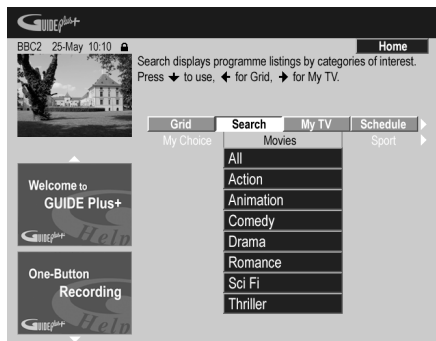 GUIDE plus+
BBC2 25-May 10:10
Home
Search displays programme listings by categories of interest.
Press to use, for Grid, for My TV.
Grid Search My TV Schedule
My Choice Movies Sport
All
Action
Animation
Comedy
Drama
Romance
Sci Fi
Thriller
Welcome to
GUIDE Plus+
GUIDE plus+ Help
One-Button
Recording
GUIDE plus+ Help